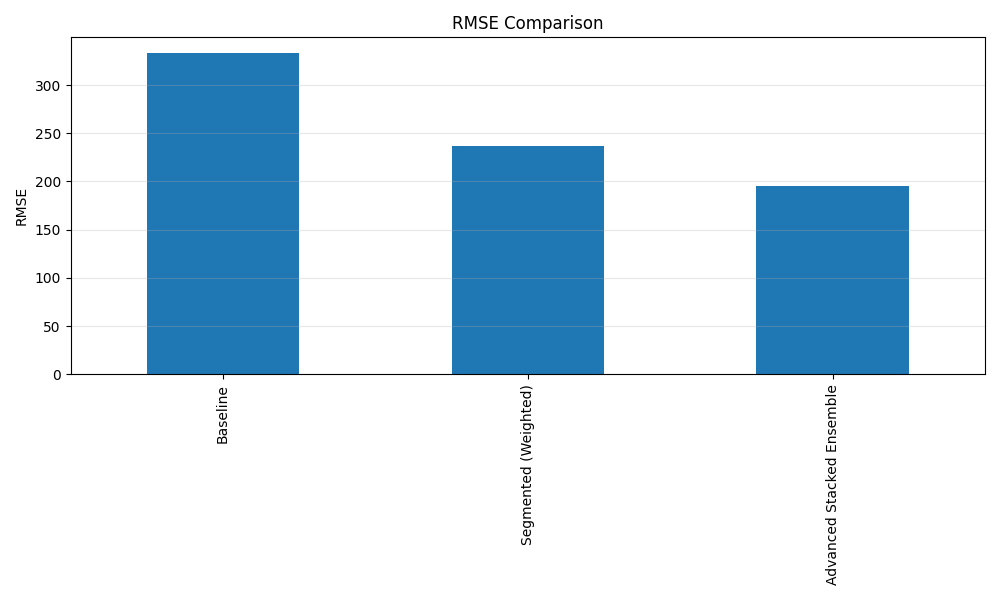 RMSE Comparison
RMSE
300
250
200
150
100
50
0
Baseline
Segmented (Weighted)
Advanced Stacked Ensemble